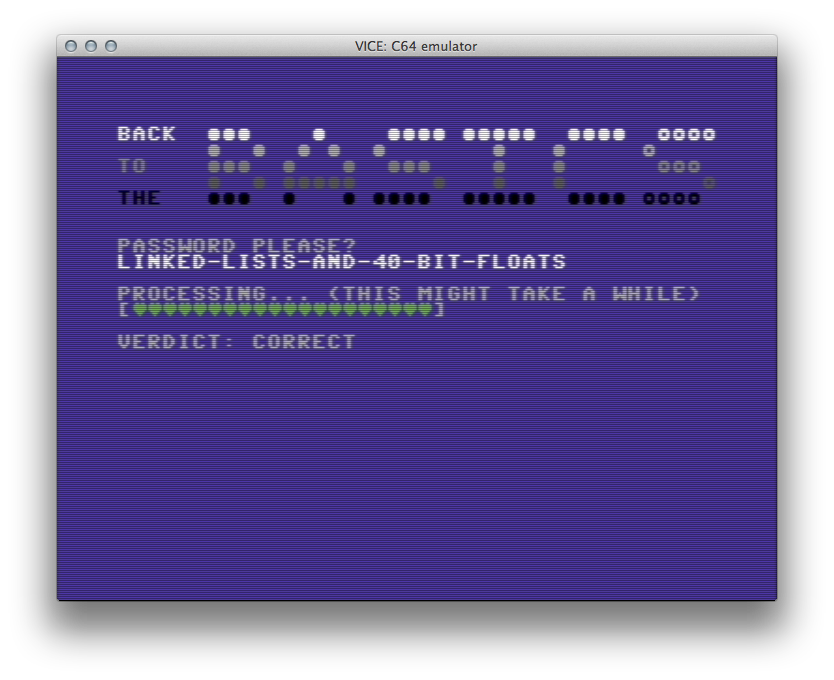 VICE: C64 emulator
BACK
TO
THE
BASICS
PASSWORD PLEASE?
LINKED-LISTS-AND-40-BIT-FLOATS
PROCESSING... (THIS MIGHT TAKE A WHILE)
[♥♥♥♥♥♥♥♥♥♥♥♥♥♥♥♥♥♥♥♥]
VERDICT: CORRECT